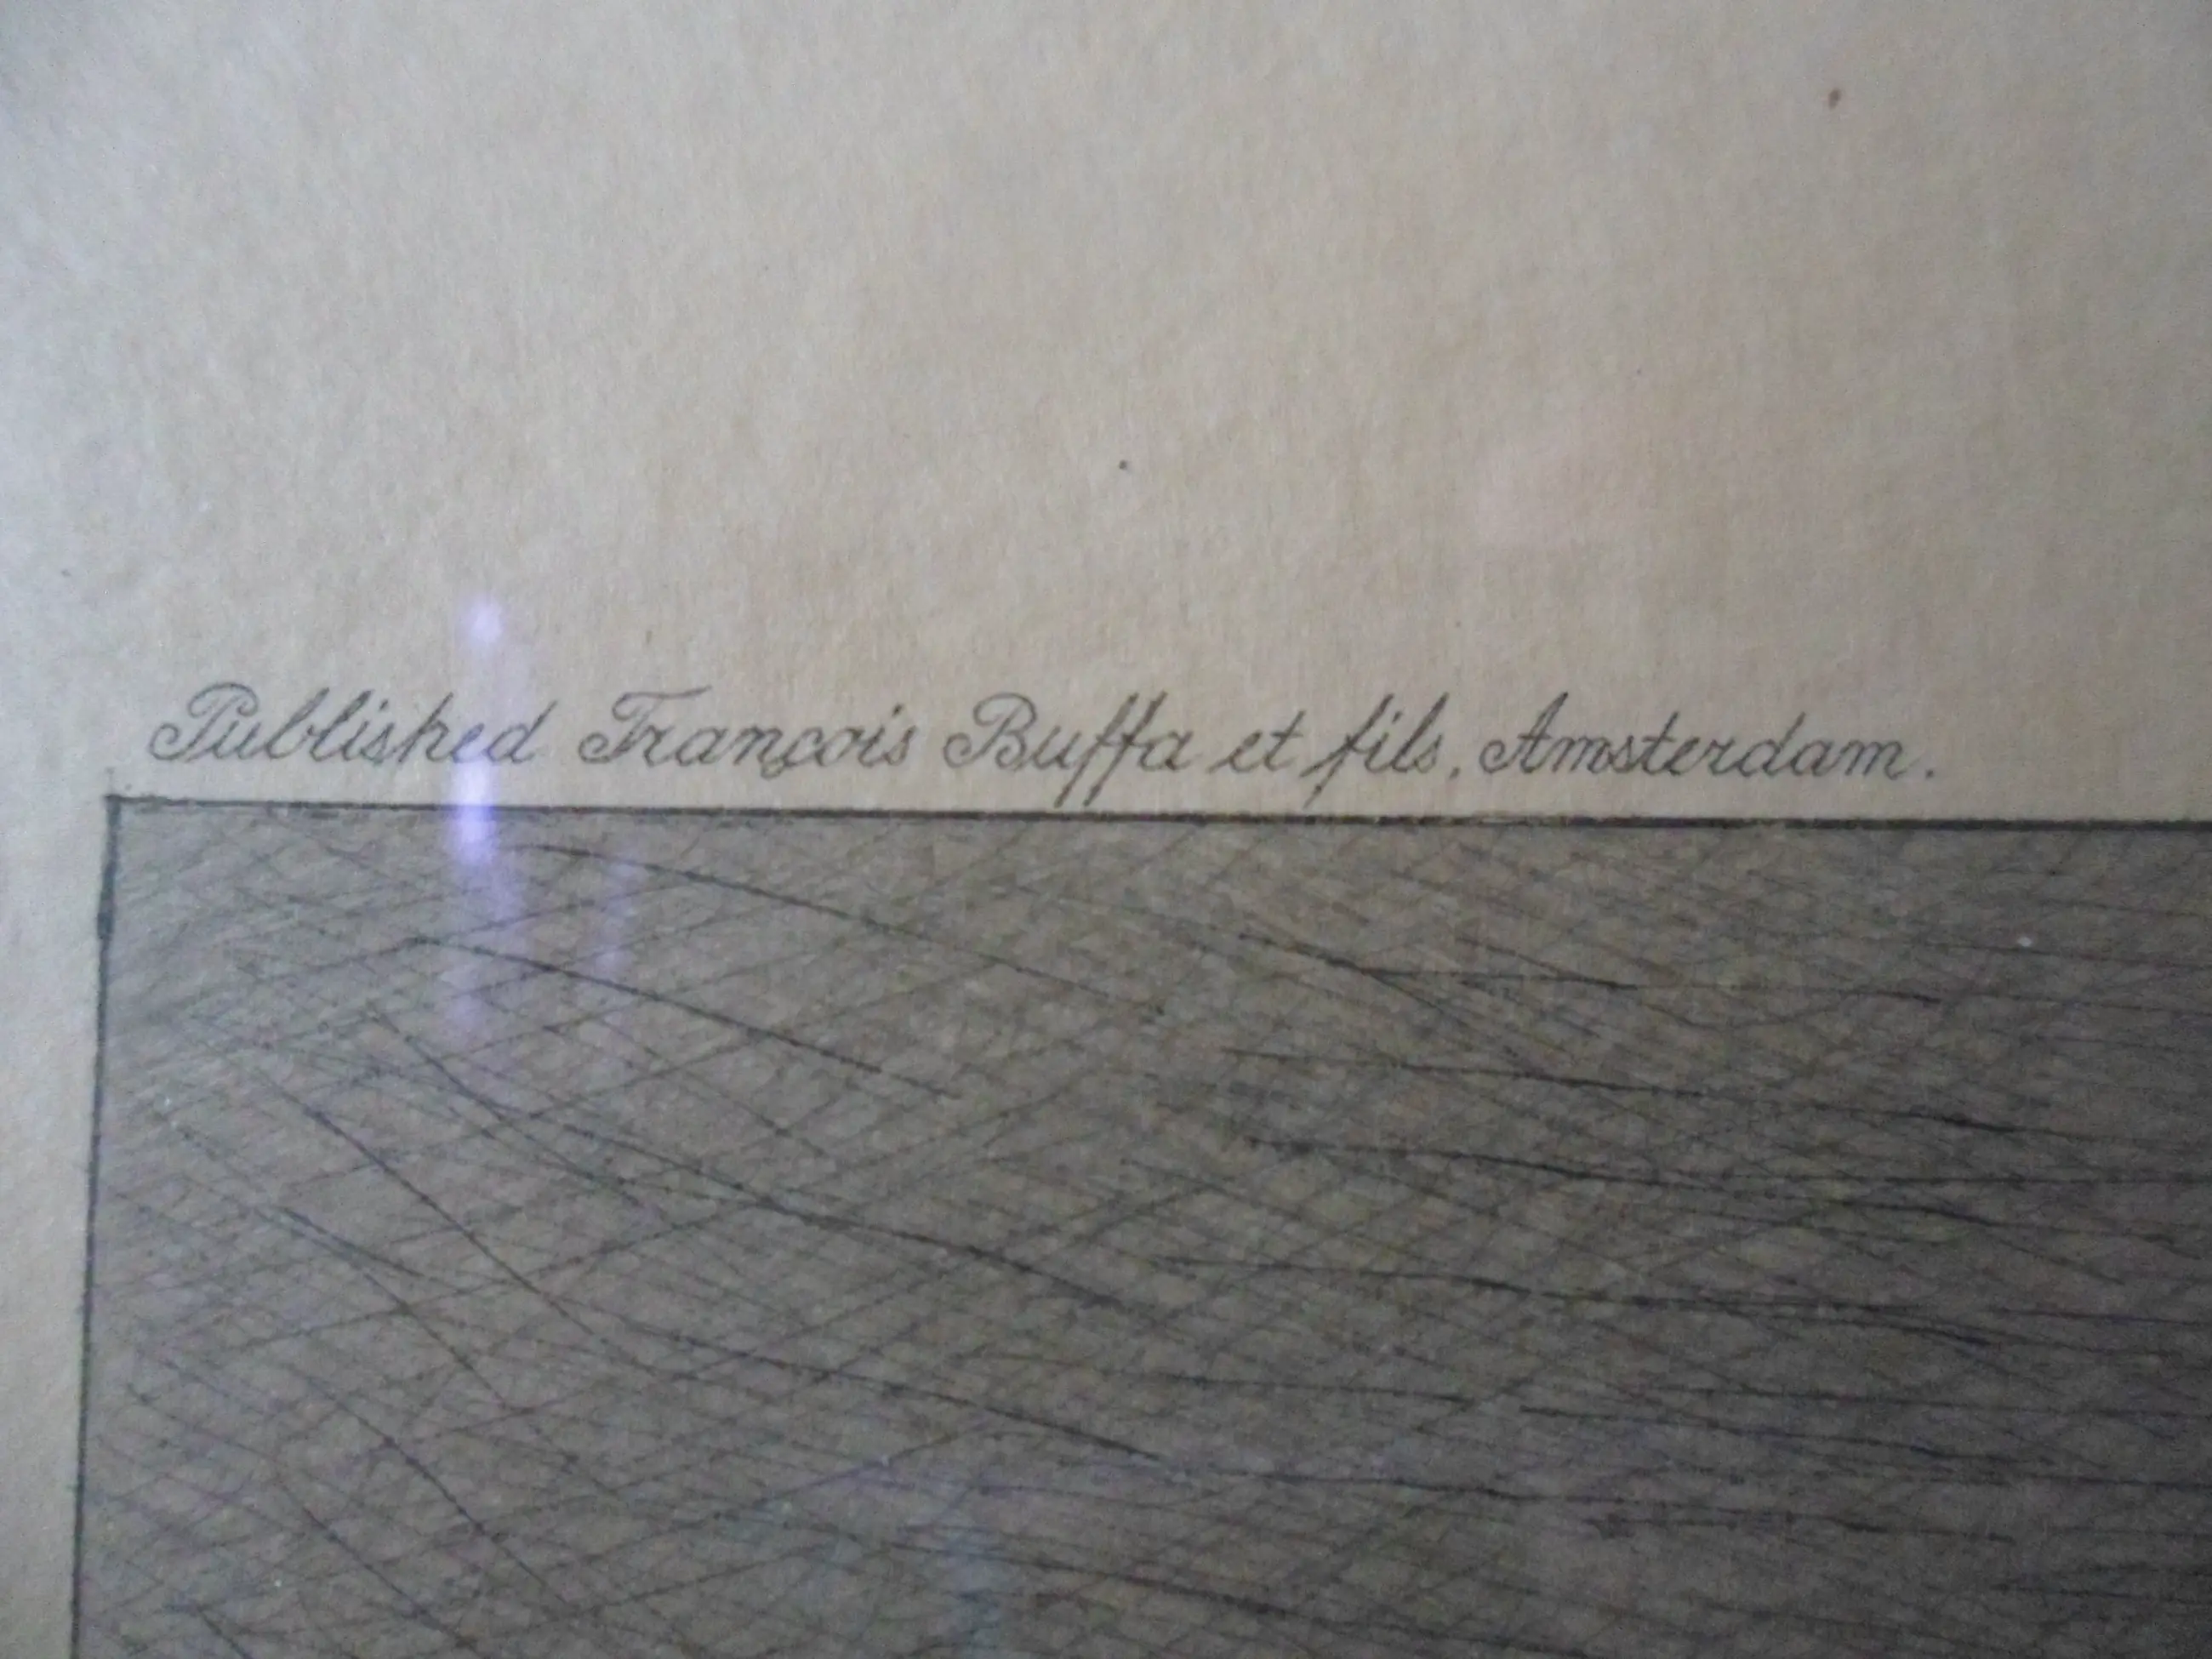 Published François Buffa et fils, Amsterdam.